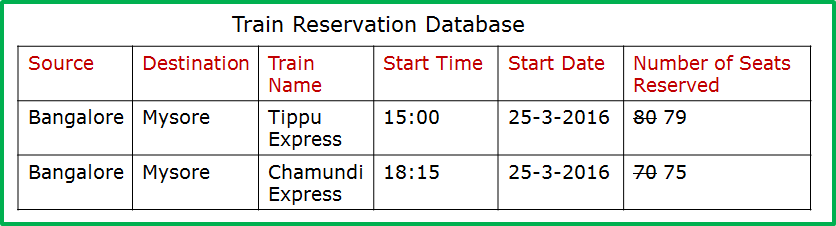 Train Reservation Database
Source Destination Train Name Start Time Start Date Number of Seats Reserved
Bangalore Mysore Tippu Express 15:00 25-3-2016 80 79
Bangalore Mysore Chamundi Express 18:15 25-3-2016 70 75